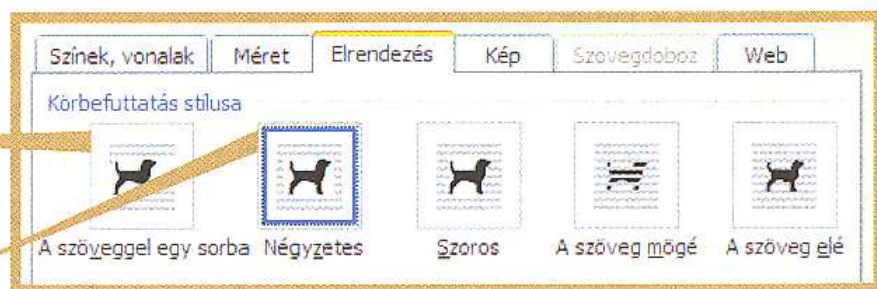 Színek, vonalak Méret Elrendezés Kép Szövegdoboz Web
Körbefuttatás stílusa
A szöveggel egy sorba Négyzetes Szoros A szöveg mögé A szöveg elé